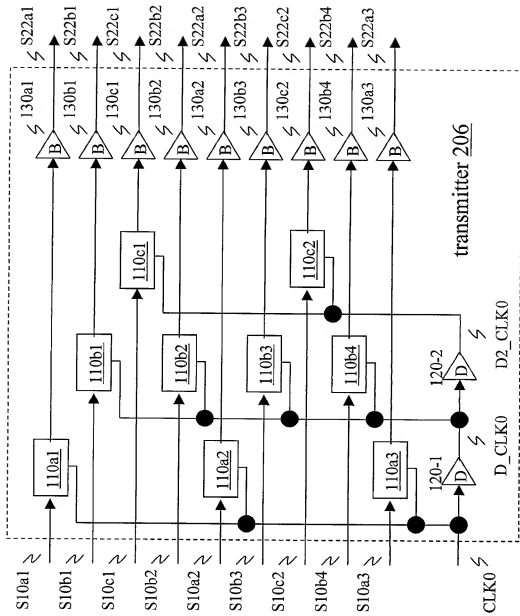 S22a1
S22b1
S22c1
S22b2
S22a2
S22b3
S22c2
S22b4
S22a3
130a1
130b1
130c1
130b2
130a2
130b3
130c2
130b4
130a3
B
B
B
B
B
B
B
B
B
transmitter 206
110c1
110c2
110b1
110b2
110b3
110b4
120-2
D
D2_CLK0
110a1
110a2
110a3
120-1
D
D_CLK0
S10a1
S10b1
S10c1
S10b2
S10a2
S10b3
S10c2
S10b4
S10a3
CLK0